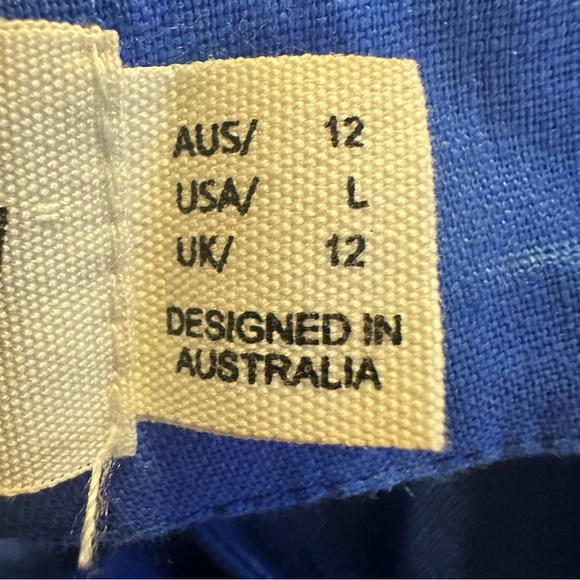 AUS/ 12
USA/ L
UK/ 12
DESIGNED IN
AUSTRALIA